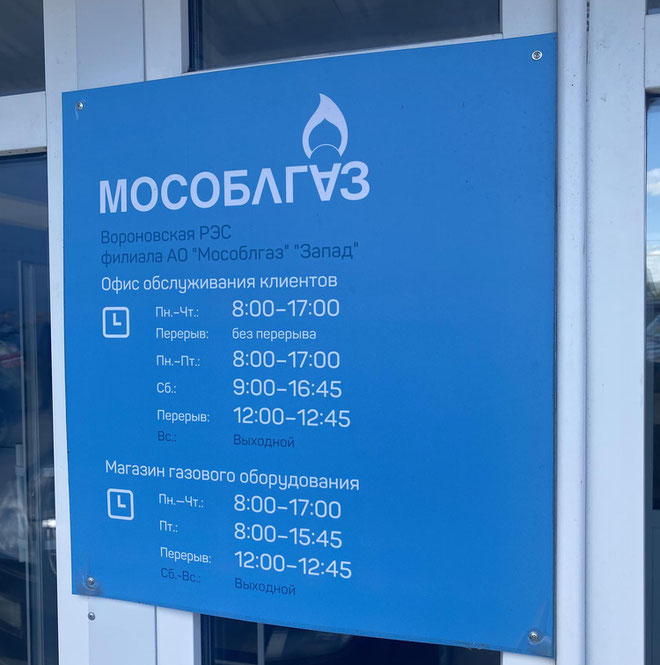 МОСОБЛГАЗ
Вороновская РЭС
филиала АО "Мособлгаз" "Запад"
Офис обслуживания клиентов
Пн.-Чт.: 8:00-17:00
Перерыв: без перерыва
Пн.-Пт.: 8:00-17:00
Сб.: 9:00-16:45
Перерыв: 12:00-12:45
Вс.: Выходной
Магазин газового оборудования
Пн.-Чт.: 8:00-17:00
Пт.: 8:00-15:45
Перерыв: 12:00-12:45
Сб.-Вс.: Выходной